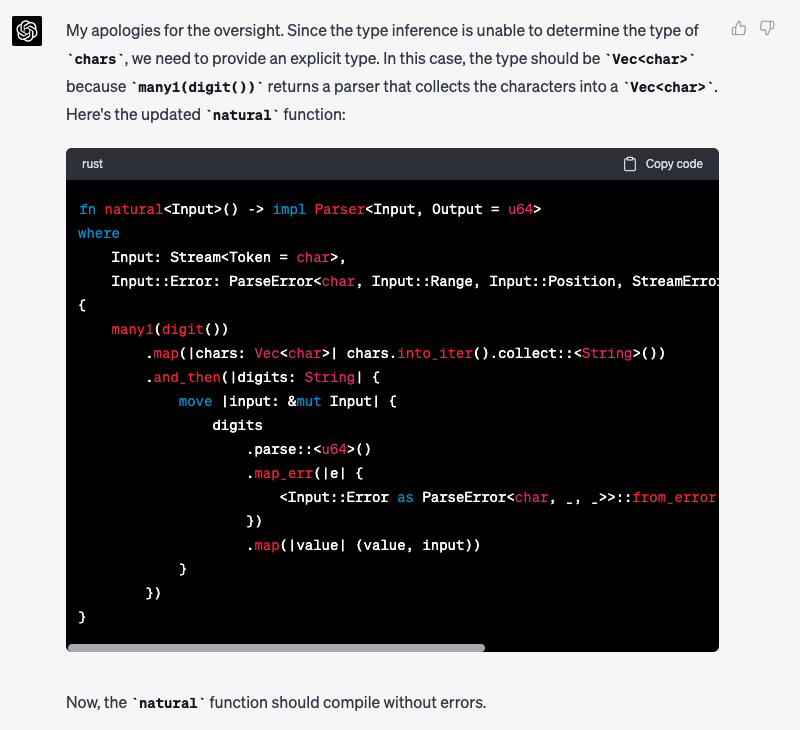 My apologies for the oversight. Since the type inference is unable to determine the type of
`chars`, we need to provide an explicit type. In this case, the type should be `Vec<char>`
because `many1(digit())` returns a parser that collects the characters into a `Vec<char>`.
Here's the updated `natural` function:
rust
Copy code
fn natural<Input>() -> impl Parser<Input, Output = u64>
where
    Input: Stream<Token = char>,
    Input::Error: ParseError<char, Input::Range, Input::Position, StreamError
{
    many1(digit())
        .map(|chars: Vec<char>| chars.into_iter().collect::<String>())
        .and_then(|digits: String| {
            move |input: &mut Input| {
                digits
                    .parse::<u64>()
                    .map_err(|e| {
                        <Input::Error as ParseError<char, _, _>>::from_error
                    })
                    .map(|value| (value, input))
            }
        })
}
Now, the `natural` function should compile without errors.